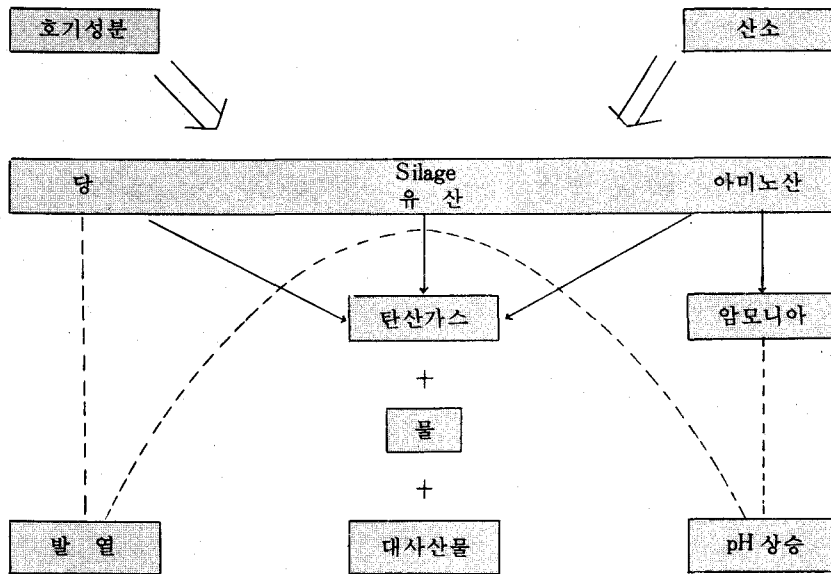 호기성분
산소
당
Silage
유 산
아미노산
탄산가스
암모니아
+
물
+
발 열
대사산물
pH 상승